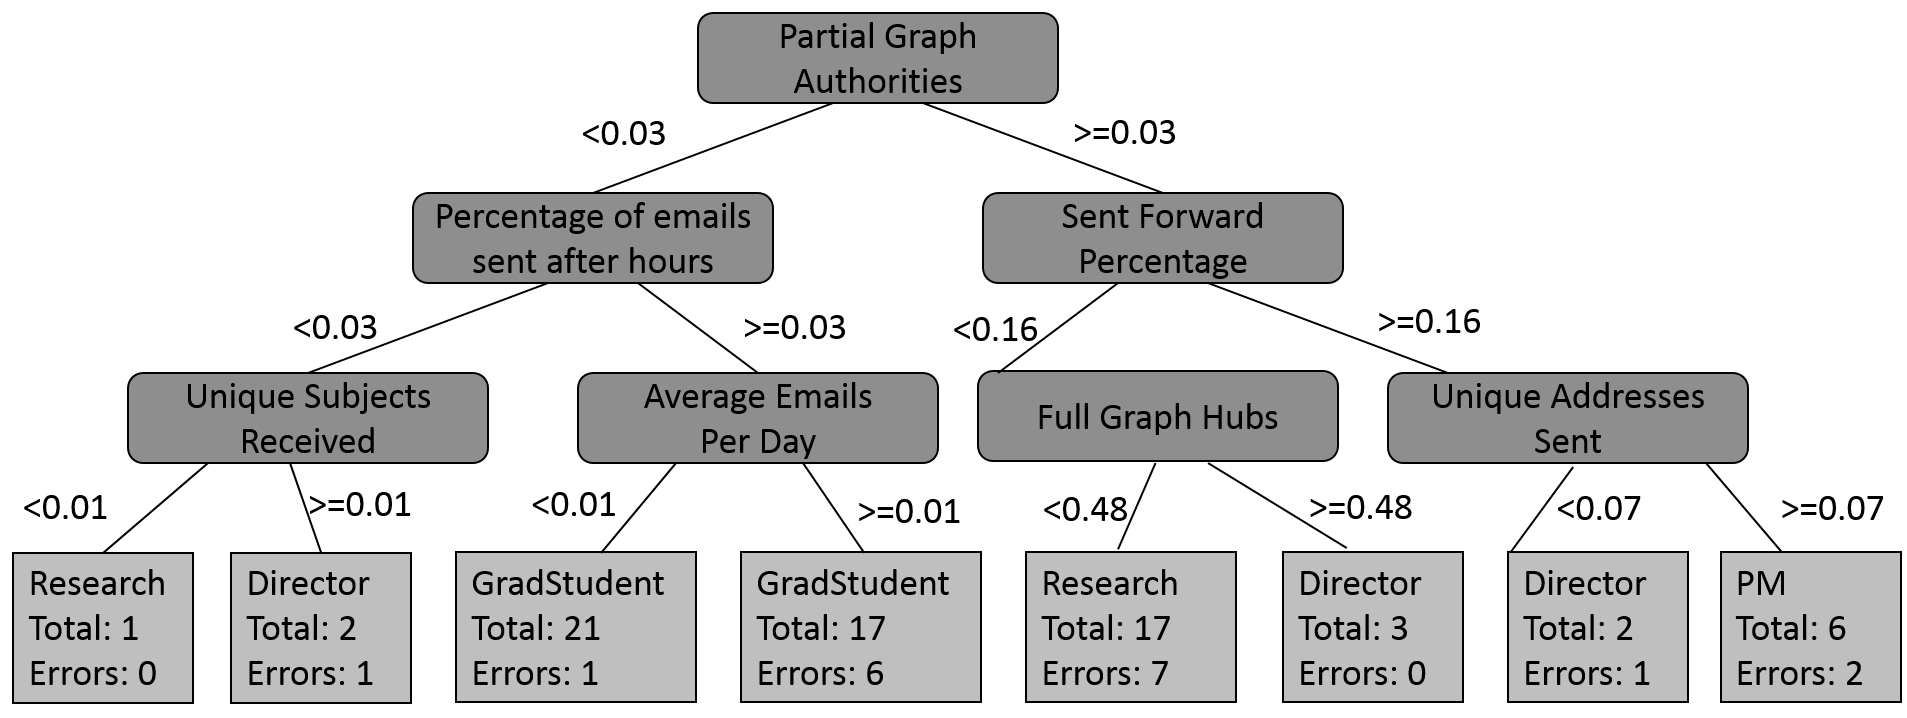 Partial Graph
Authorities
<0.03
>=0.03
Percentage of emails
sent after hours
Sent Forward
Percentage
<0.03
>=0.03
<0.16
>=0.16
Unique Subjects
Received
Average Emails
Per Day
Full Graph Hubs
Unique Addresses
Sent
<0.01
>=0.01
<0.01
>=0.01
<0.48
>=0.48
<0.07
>=0.07
Research
Total: 1
Errors: 0
Director
Total: 2
Errors: 1
GradStudent
Total: 21
Errors: 1
GradStudent
Total: 17
Errors: 6
Research
Total: 17
Errors: 7
Director
Total: 3
Errors: 0
Director
Total: 2
Errors: 1
PM
Total: 6
Errors: 2